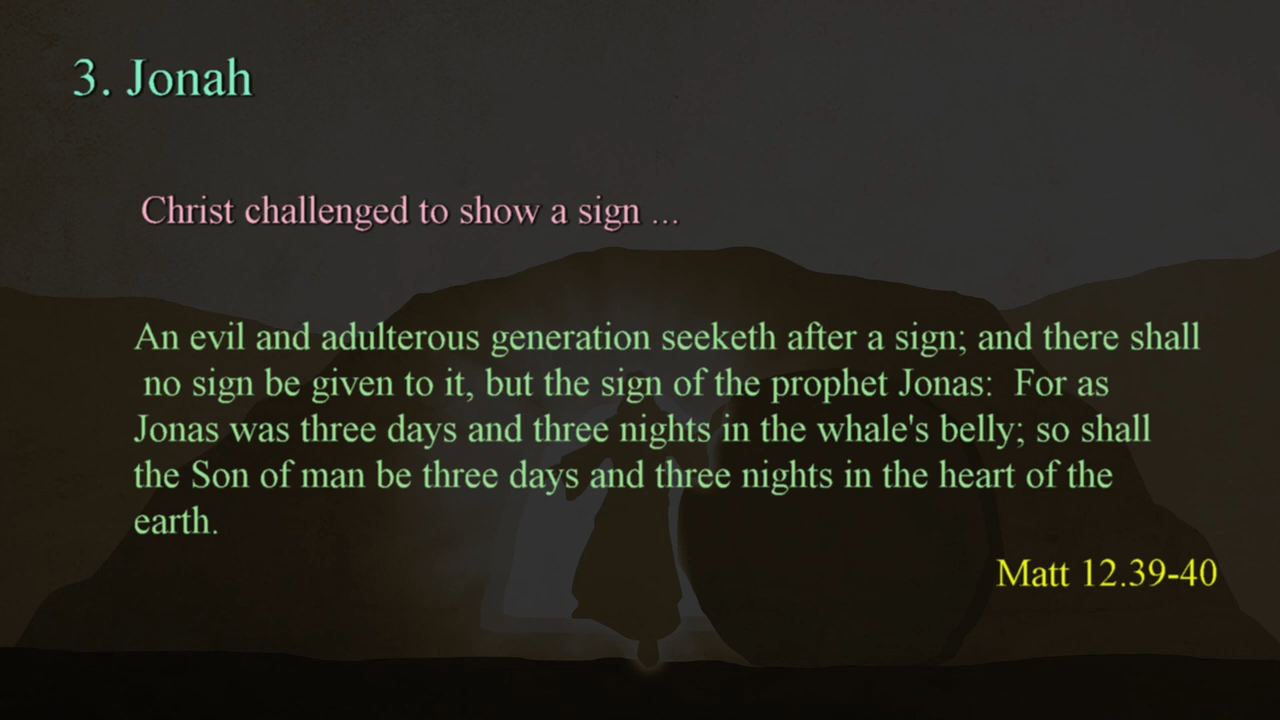 3. Jonah
Christ challenged to show a sign ...
An evil and adulterous generation seeketh after a sign; and there shall
no sign be given to it, but the sign of the prophet Jonas:  For as
Jonas was three days and three nights in the whale's belly; so shall
the Son of man be three days and three nights in the heart of the
earth.
Matt 12.39-40